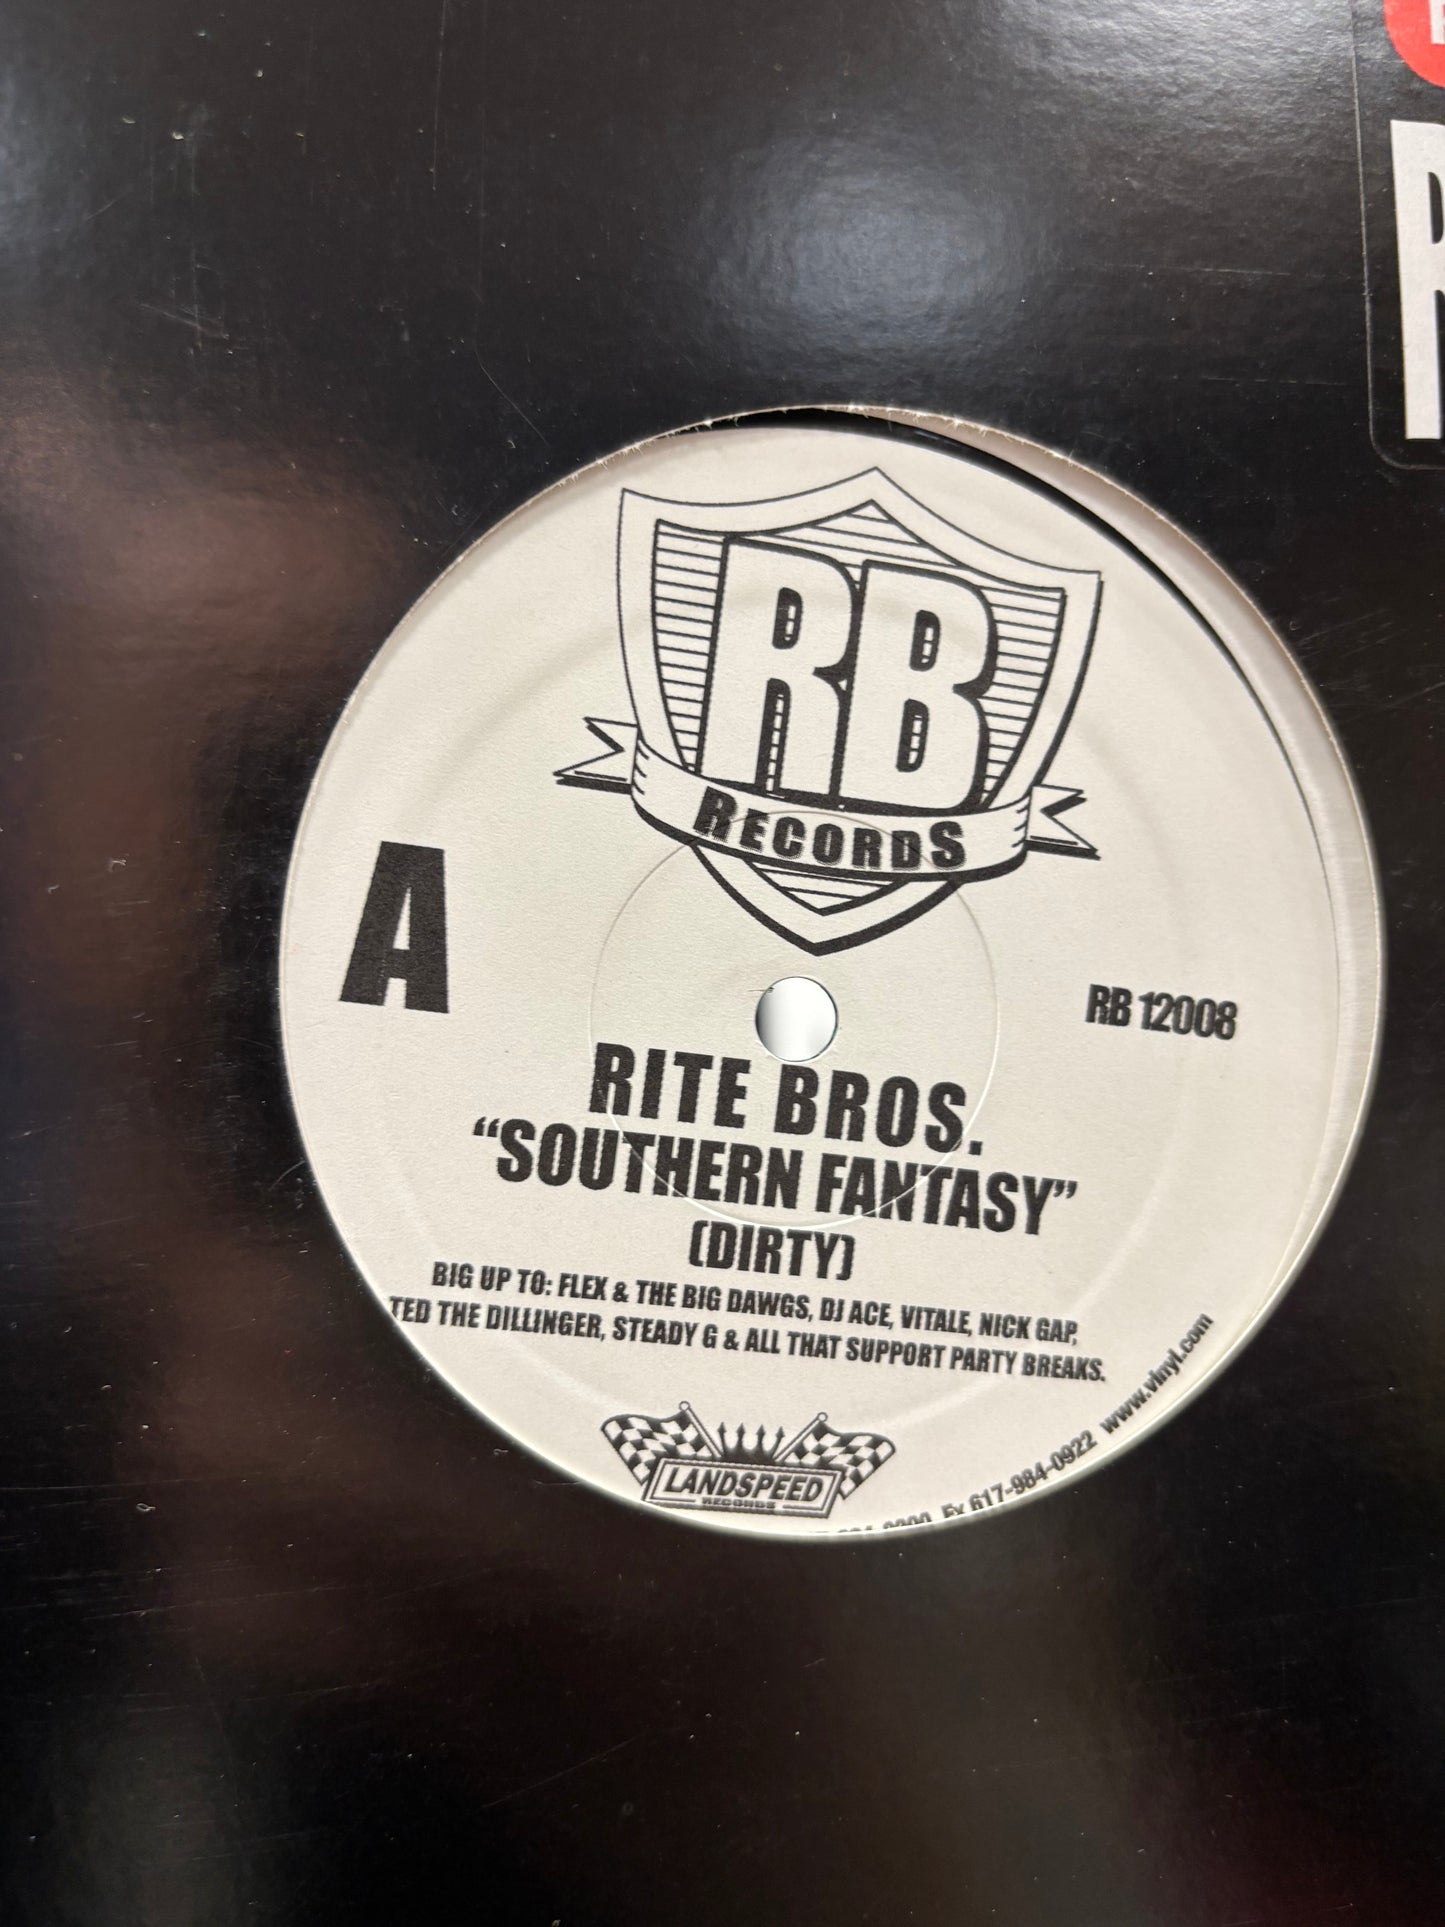 RB
RECORDS
A
RB 12008
RITE BROS.
“SOUTHERN FANTASY”
(DIRTY)
BIG UP TO: FLEX & THE BIG DAWGS, DJ ACE, VITALE, NICK GAP,
TED THE DILLINGER, STEADY G & ALL THAT SUPPORT PARTY BREAKS.
LANDSPEED
RECORDS
Fx 617-984-0922 www.vinyl.com